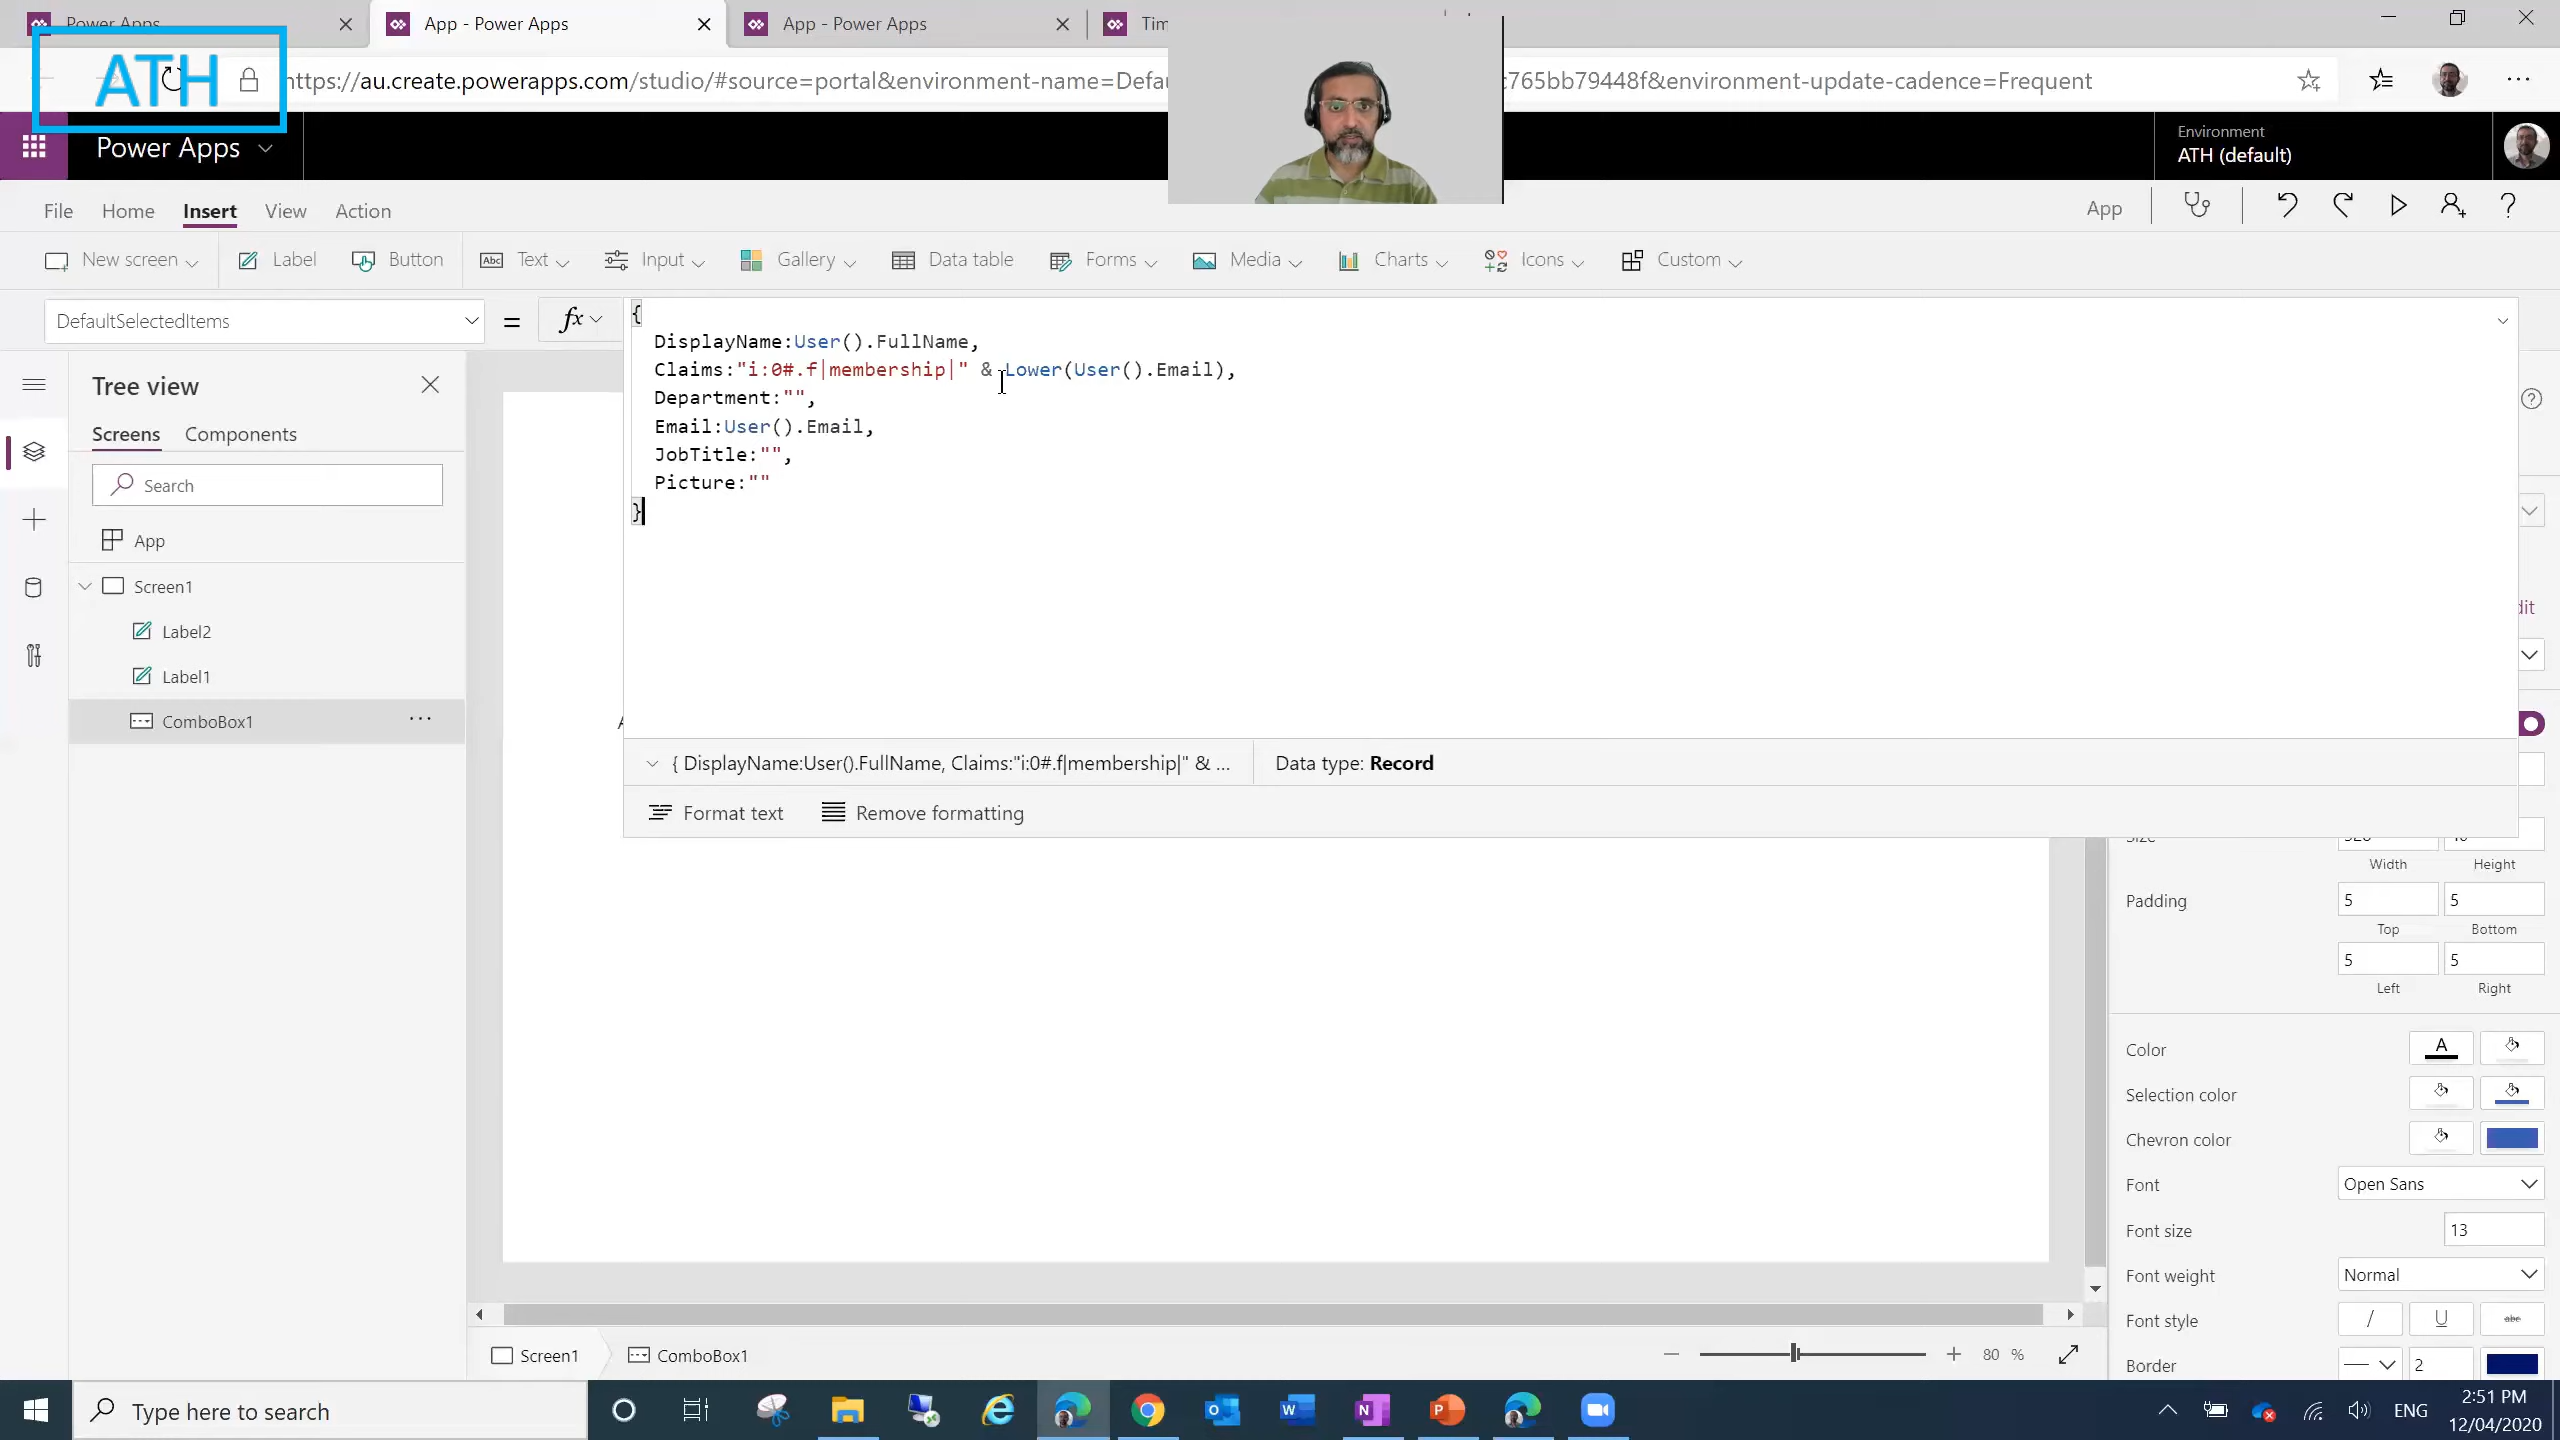 Power Apps
App - Power Apps
App - Power Apps
Tim
ATH
https://au.create.powerapps.com/studio/#source=portal&environment-name=Defau
c765bb79448f&environment-update-cadence=Frequent
Power Apps
Environment
ATH (default)
File
Home
Insert
View
Action
App
New screen
Label
Button
Abc
Text
Input
Gallery
Data table
Forms
Media
Charts
Icons
Custom
DefaultSelectedItems
=
fx
{
DisplayName:User().FullName,
Claims:"i:0#.f|membership|" & Lower(User().Email),
Department:"",
Email:User().Email,
JobTitle:"",
Picture:""
}
Tree view
Screens
Components
Search
App
Screen1
Label2
Label1
ComboBox1
{ DisplayName:User().FullName, Claims:"i:0#.f|membership|" & ...
Data type: Record
Format text
Remove formatting
Width
Height
Padding
5
5
Top
Bottom
5
5
Left
Right
Color
A
Selection color
Chevron color
Font
Open Sans
Font size
13
Font weight
Normal
Font style
/
U
abc
Border
2
Screen1
ComboBox1
80 %
Type here to search
ENG
2:51 PM
12/04/2020